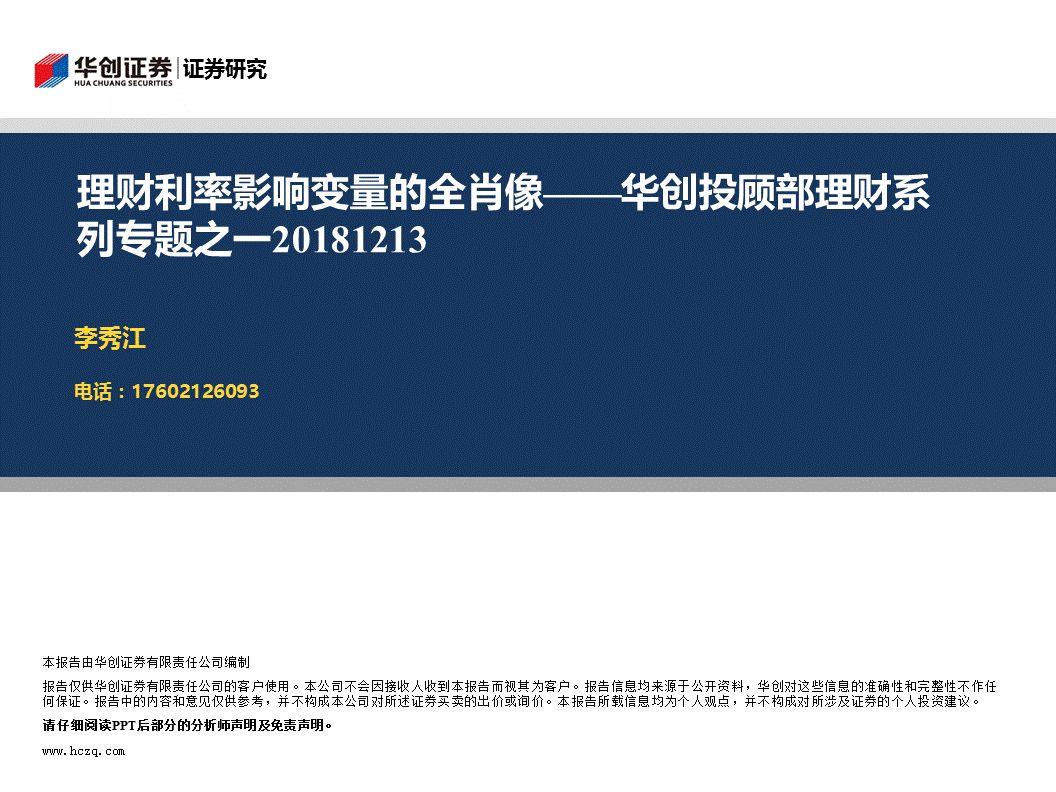 华创证券 证券研究
HUA CHUANG SECURITIES
理财利率影响变量的全肖像——华创投顾部理财系
列专题之一20181213
李秀江
电话：17602126093
本报告由华创证券有限责任公司编制
报告仅供华创证券有限责任公司的客户使用。本公司不会因接收人收到本报告而视其为客户。报告信息均来源于公开资料，华创对这些信息的准确性和完整性不作任
何保证。报告中的内容和意见仅供参考，并不构成本公司对所述证券买卖的出价或询价。本报告所载信息均为个人观点，并不构成对所涉及证券的个人投资建议。
请仔细阅读PPT后部分的分析师声明及免责声明。
www.hczq.com